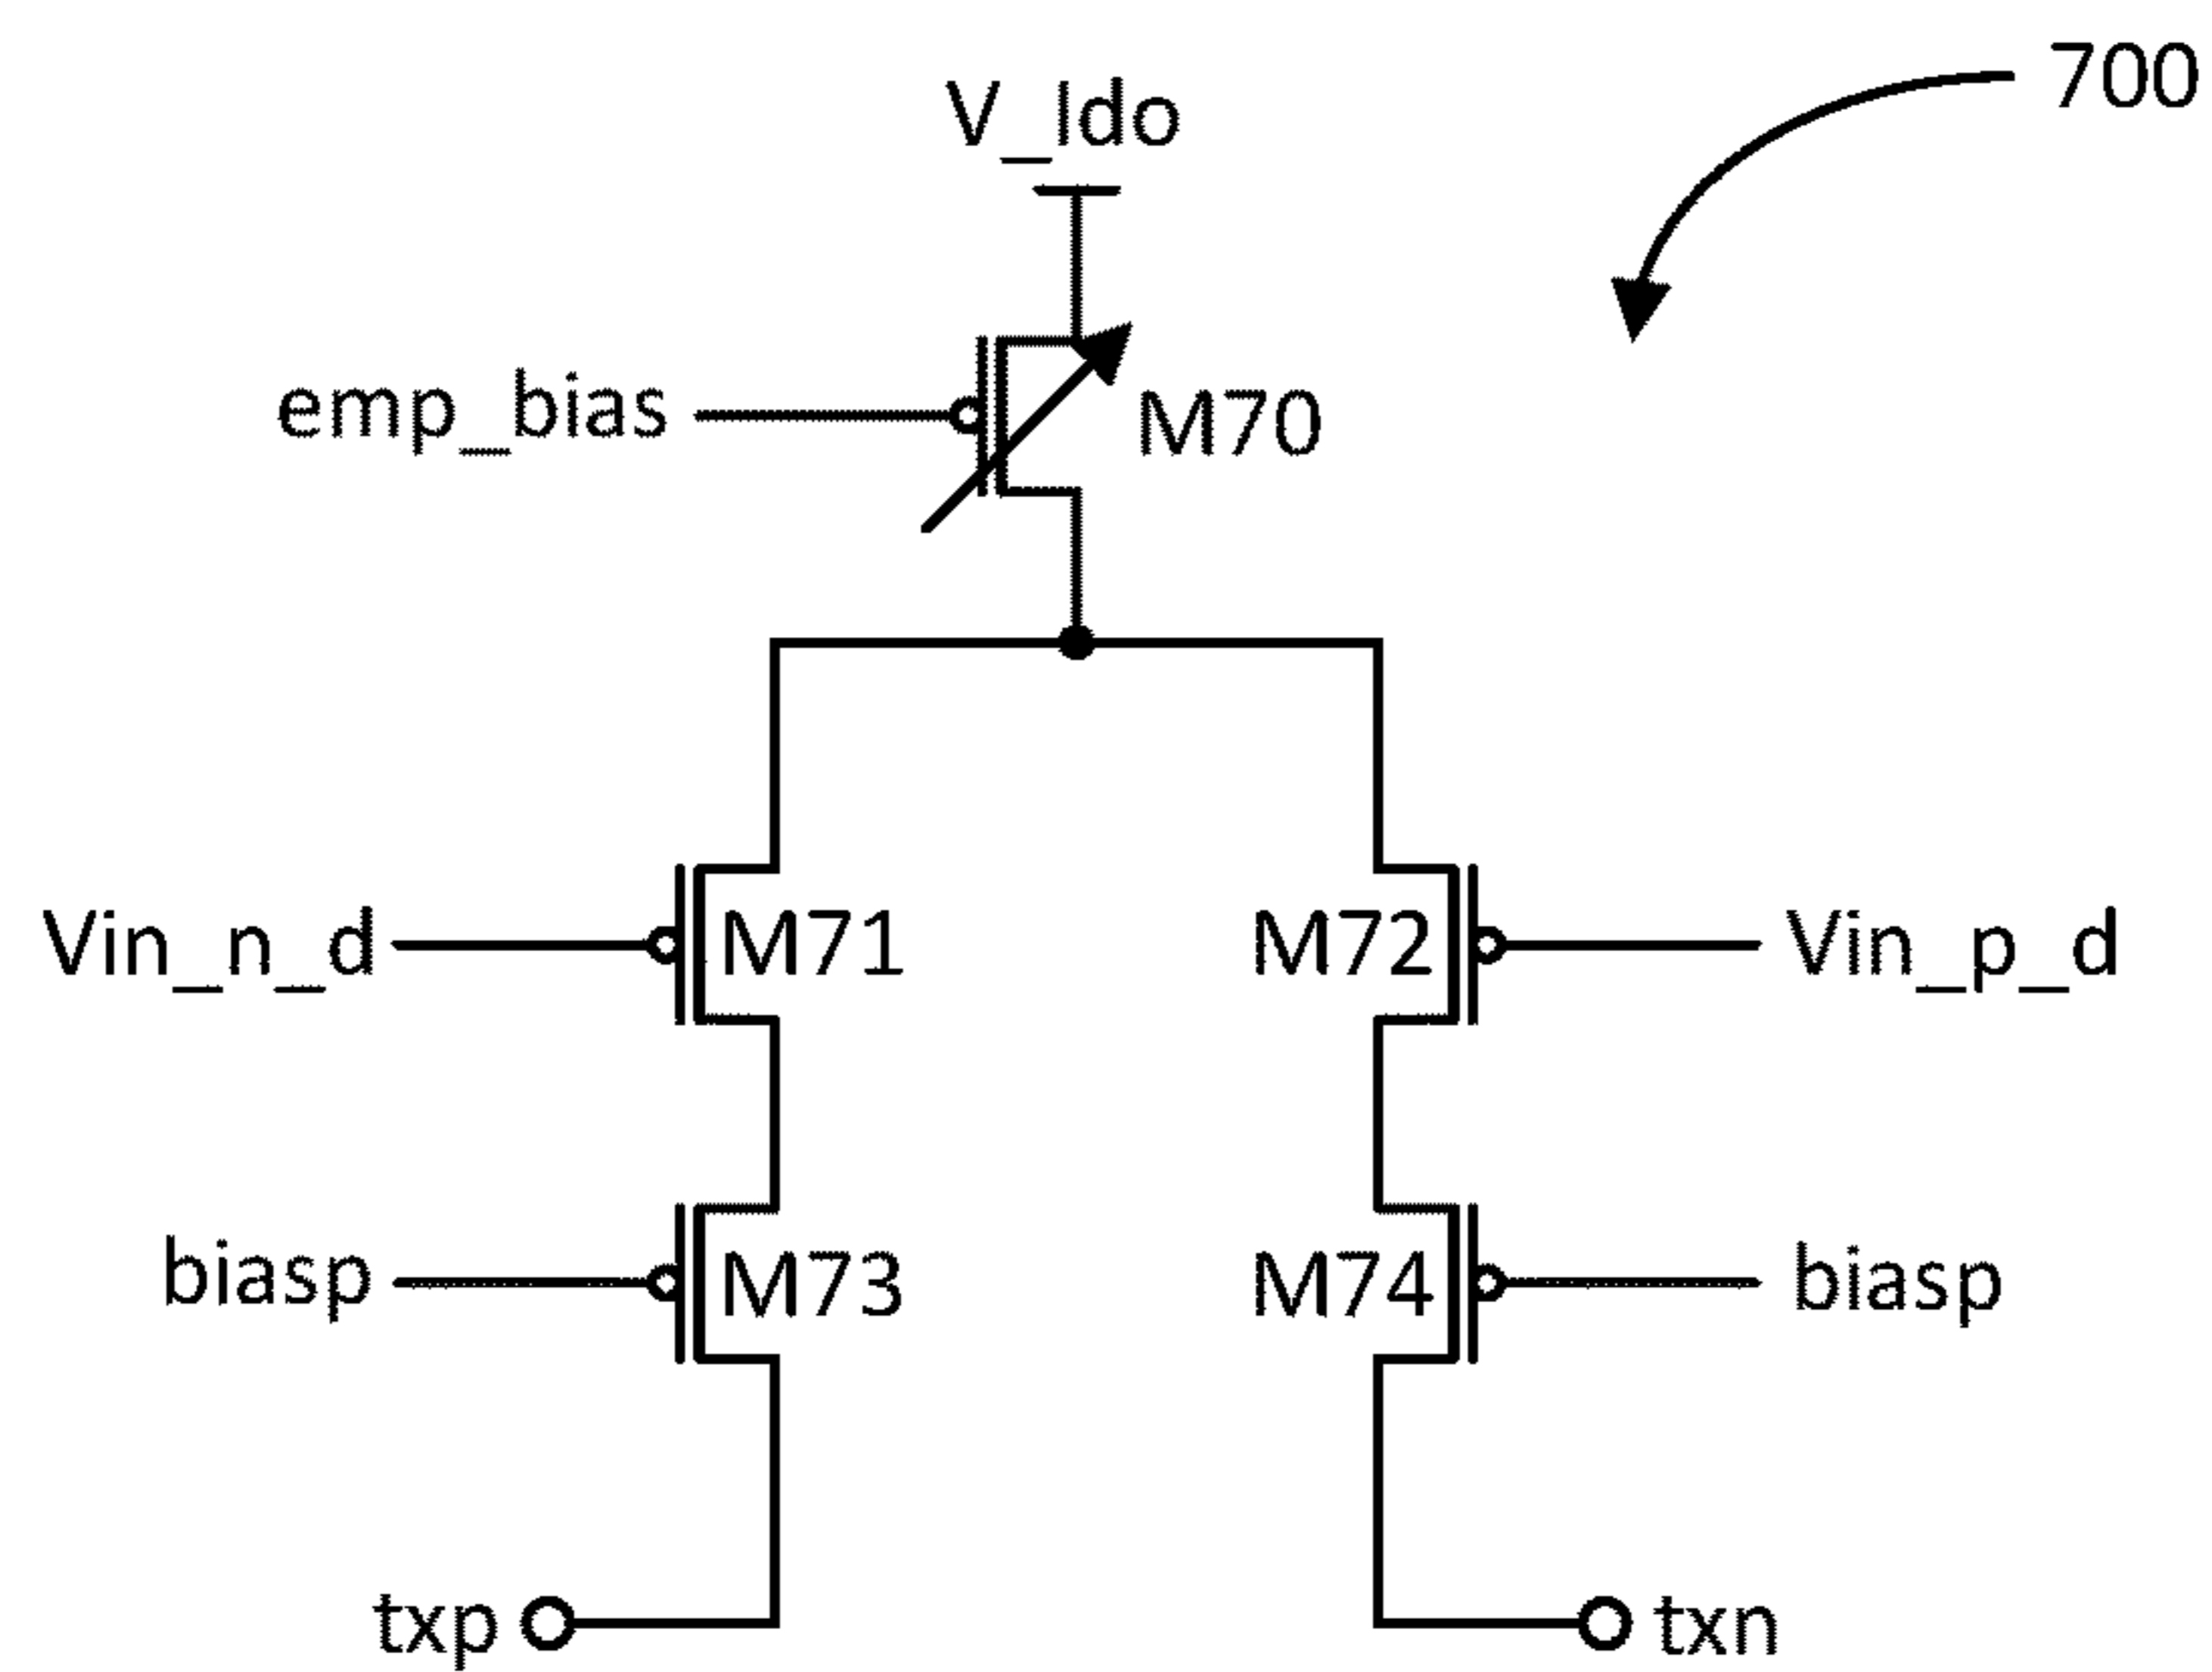 700
V_ldo
emp_bias
M70
Vin_n_d
M71
M72
Vin_p_d
biasp
M73
M74
biasp
txp
txn